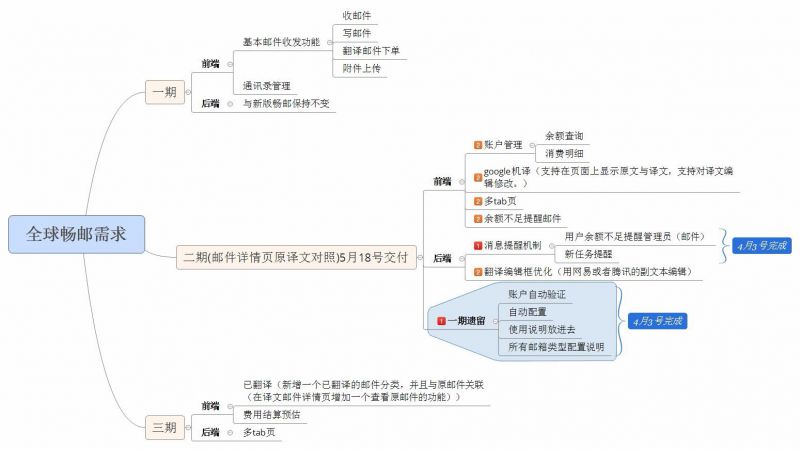 全球畅邮需求
一期
前端
基本邮件收发功能
收邮件
写邮件
翻译邮件下单
附件上传
通讯录管理
后端
与新版畅邮保持不变
二期(邮件详情页原译文对照)5月18号交付
前端
2 账户管理
余额查询
消费明细
2 google机译（支持在页面上显示原文与译文，支持对译文编
辑修改。）
2 多tab页
2 余额不足提醒邮件
后端
1 消息提醒机制
用户余额不足提醒管理员（邮件）
新任务提醒
4月3号完成
2 翻译编辑框优化（用网易或者腾讯的副文本编辑）
1 一期遗留
账户自动验证
自动配置
使用说明放进去
所有邮箱类型配置说明
4月3号完成
三期
前端
已翻译（新增一个已翻译的邮件分类，并且与原邮件关联
（在译文邮件详情页增加一个查看原邮件的功能））
费用结算预估
后端
多tab页